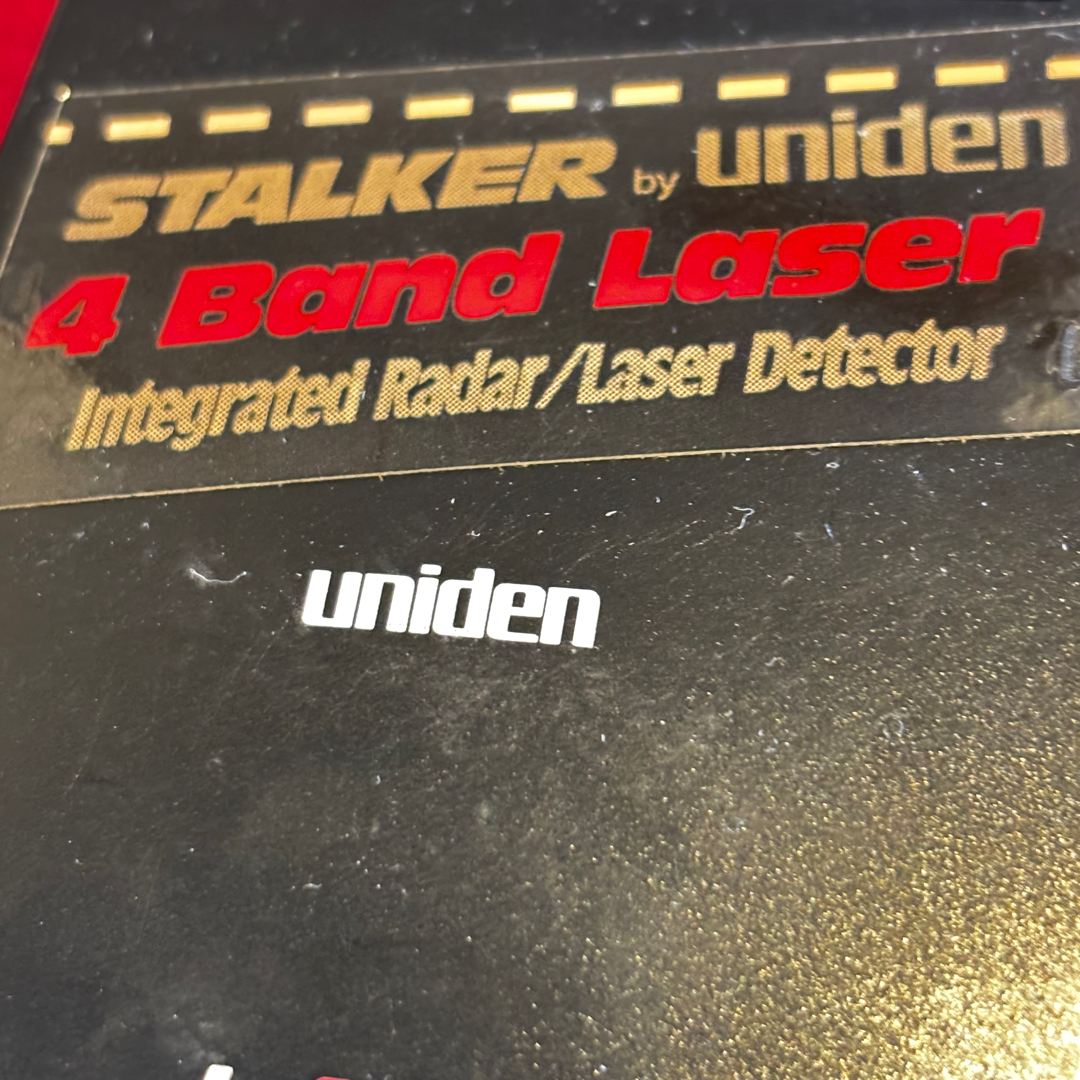 STALKER by uniden
4 Band Laser
Integrated Radar/Laser Detector
uniden